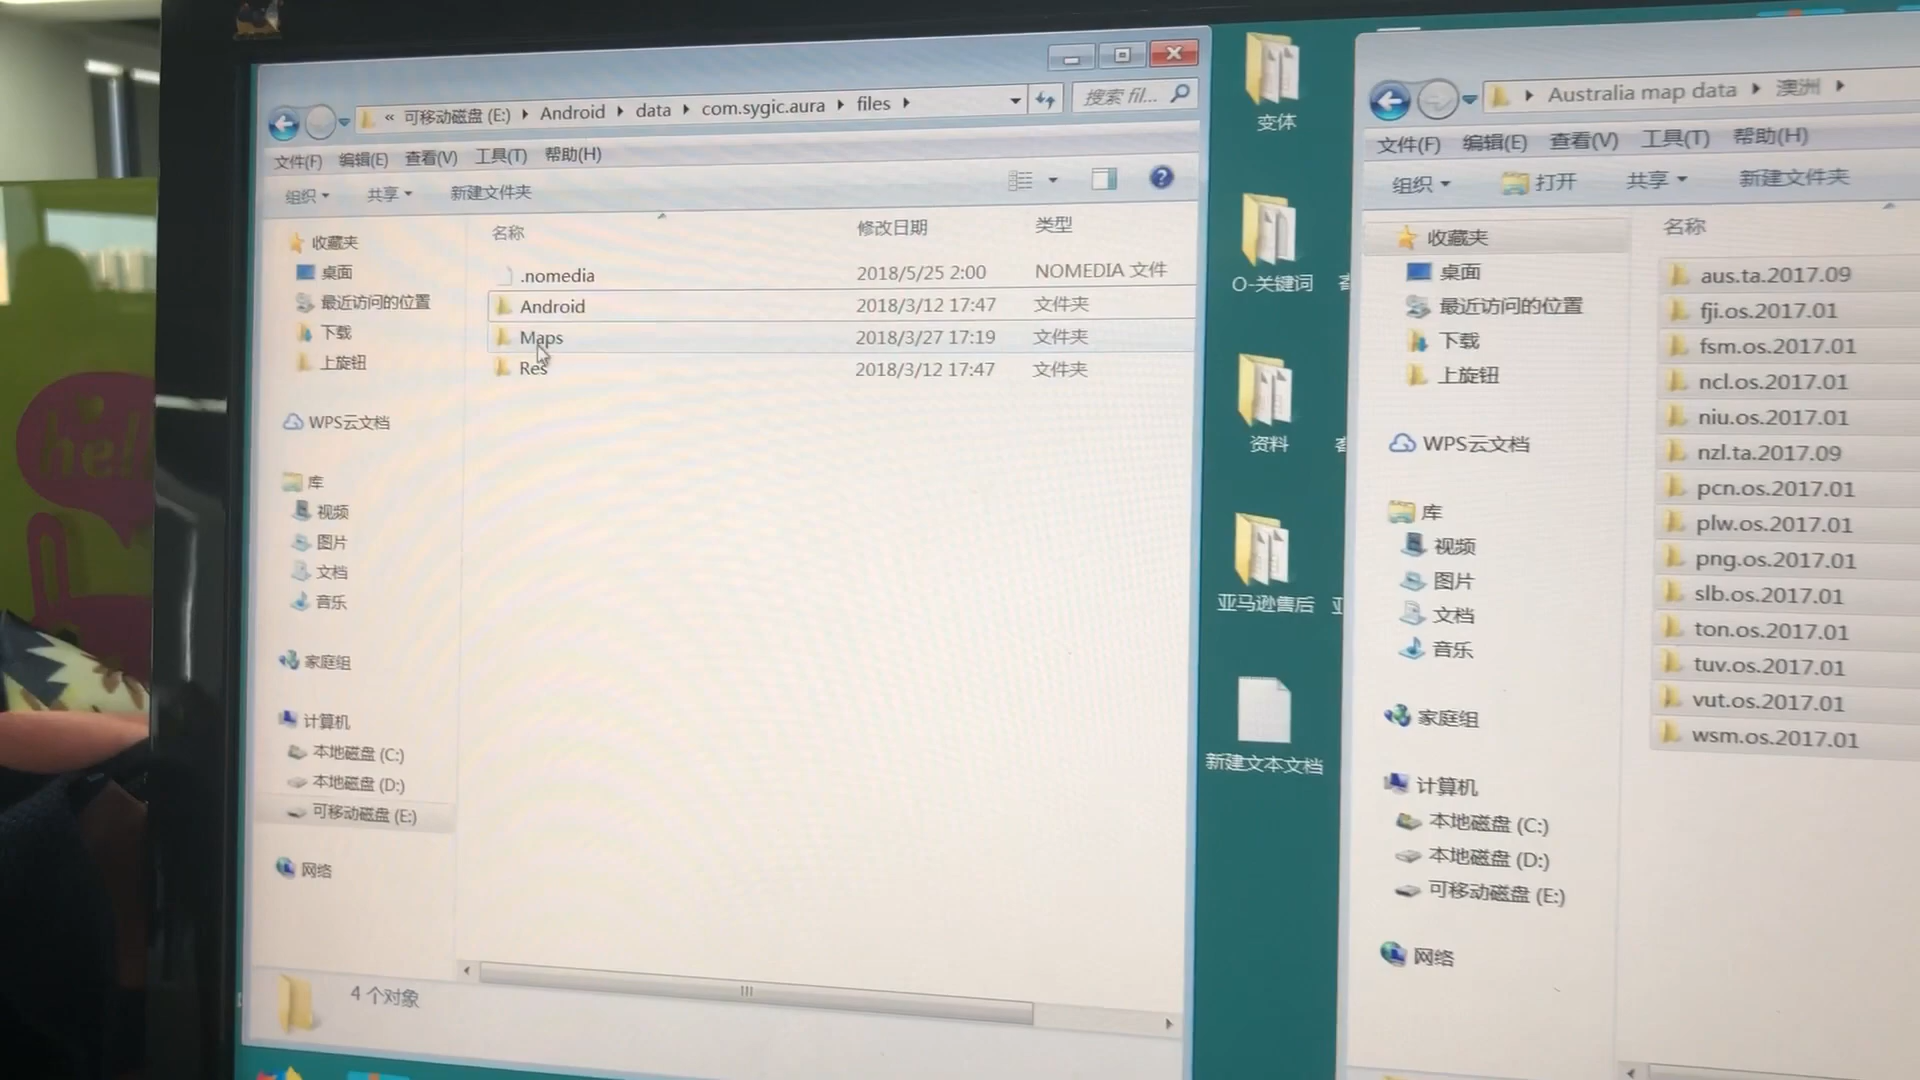 « 可移动磁盘 (E:) Android data com.sygic.aura files
搜索 fil...
文件(F) 编辑(E) 查看(V) 工具(T) 帮助(H)
组织 共享 新建文件夹
名称 修改日期 类型
.nomedia 2018/5/25 2:00 NOMEDIA 文件
Android 2018/3/12 17:47 文件夹
Maps 2018/3/27 17:19 文件夹
Res 2018/3/12 17:47 文件夹
收藏夹
桌面
最近访问的位置
下载
上旋钮
WPS云文档
库
视频
图片
文档
音乐
家庭组
计算机
本地磁盘 (C:)
本地磁盘 (D:)
可移动磁盘 (E:)
网络
4 个对象
变体
O-关键词
资料
亚马逊售后
新建文本文档
Australia map data 澳洲
文件(F) 编辑(E) 查看(V) 工具(T) 帮助(H)
组织 打开 共享 新建文件夹
收藏夹
桌面
最近访问的位置
下载
上旋钮
WPS云文档
库
视频
图片
文档
音乐
家庭组
计算机
本地磁盘 (C:)
本地磁盘 (D:)
可移动磁盘 (E:)
网络
名称
aus.ta.2017.09
fji.os.2017.01
fsm.os.2017.01
ncl.os.2017.01
niu.os.2017.01
nzl.ta.2017.09
pcn.os.2017.01
plw.os.2017.01
png.os.2017.01
slb.os.2017.01
ton.os.2017.01
tuv.os.2017.01
vut.os.2017.01
wsm.os.2017.01